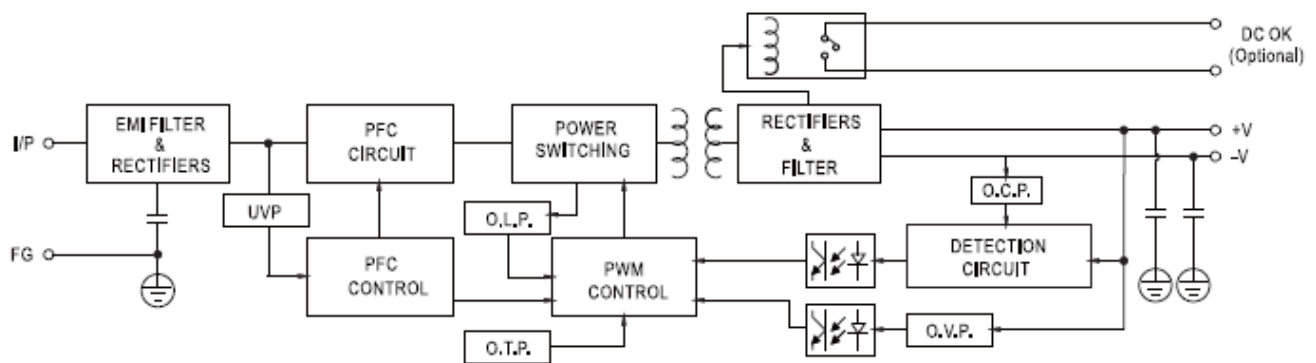 DC OK
(Optional)
I/P
EMI FILTER
&
RECTIFIERS
PFC
CIRCUIT
POWER
SWITCHING
RECTIFIERS
&
FILTER
+V
–V
UVP
O.L.P.
O.C.P.
FG
PFC
CONTROL
PWM
CONTROL
DETECTION
CIRCUIT
O.T.P.
O.V.P.